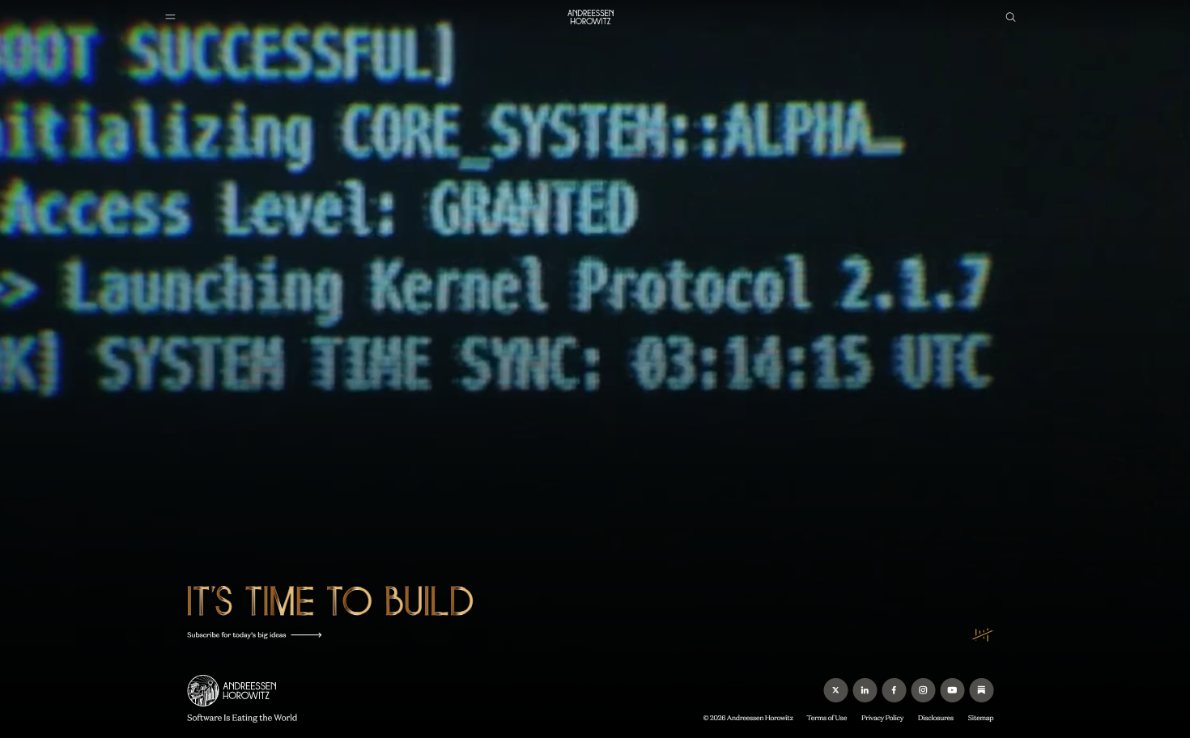 ANDREESSEN
HOROWITZ
OOT SUCCESSFUL]
itializing CORE_SYSTEM::ALPHA_
Access Level: GRANTED
> Launching Kernel Protocol 2.1.7
K] SYSTEM TIME SYNC: 03:14:15 UTC
IT'S TIME TO BUILD
Subscribe for today's big ideas
ANDREESSEN
HOROWITZ
Software Is Eating the World
© 2026 Andreessen Horowitz Terms of Use Privacy Policy Disclosures Sitemap